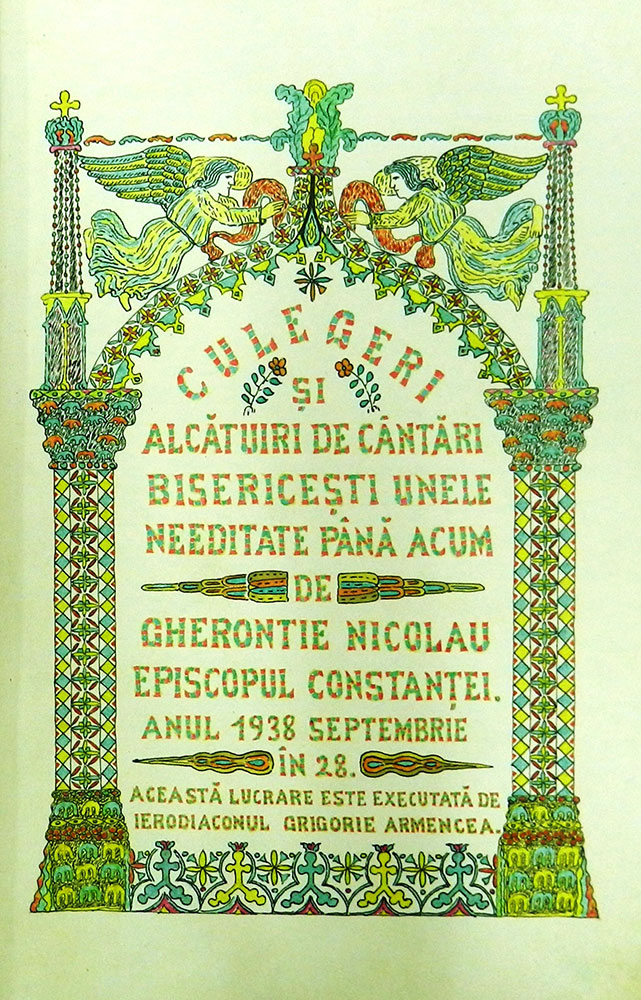 CULEGERI
ȘI
ALCĂTUIRI DE CÂNTĂRI
BISERICEȘTI UNELE
NEEDITATE PÂNĂ ACUM
DE
GHERONTIE NICOLAU
EPISCOPUL CONSTANȚEI.
ANUL 1938 SEPTEMBRIE
ÎN 28.
ACEASTĂ LUCRARE ESTE EXECUTATĂ DE
IERODIACONUL GRIGORIE ARMENCEA.